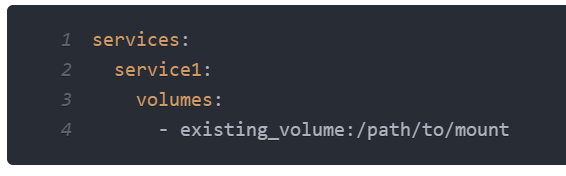 1 services:
2   service1:
3     volumes:
4       - existing_volume:/path/to/mount